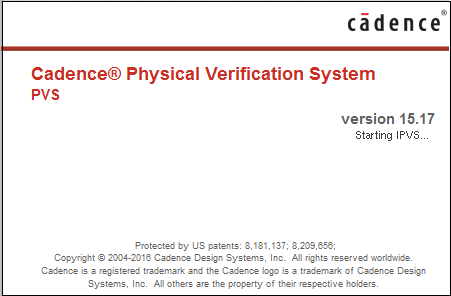 cādence®
Cadence® Physical Verification System
PVS
version 15.17
Starting IPVS...
Protected by US patents: 8,181,137; 8,209,656;
Copyright © 2004-2016 Cadence Design Systems, Inc.  All rights reserved worldwide.
Cadence is a registered trademark and the Cadence logo is a trademark of Cadence Design
Systems, Inc.  All others are the property of their respective holders.